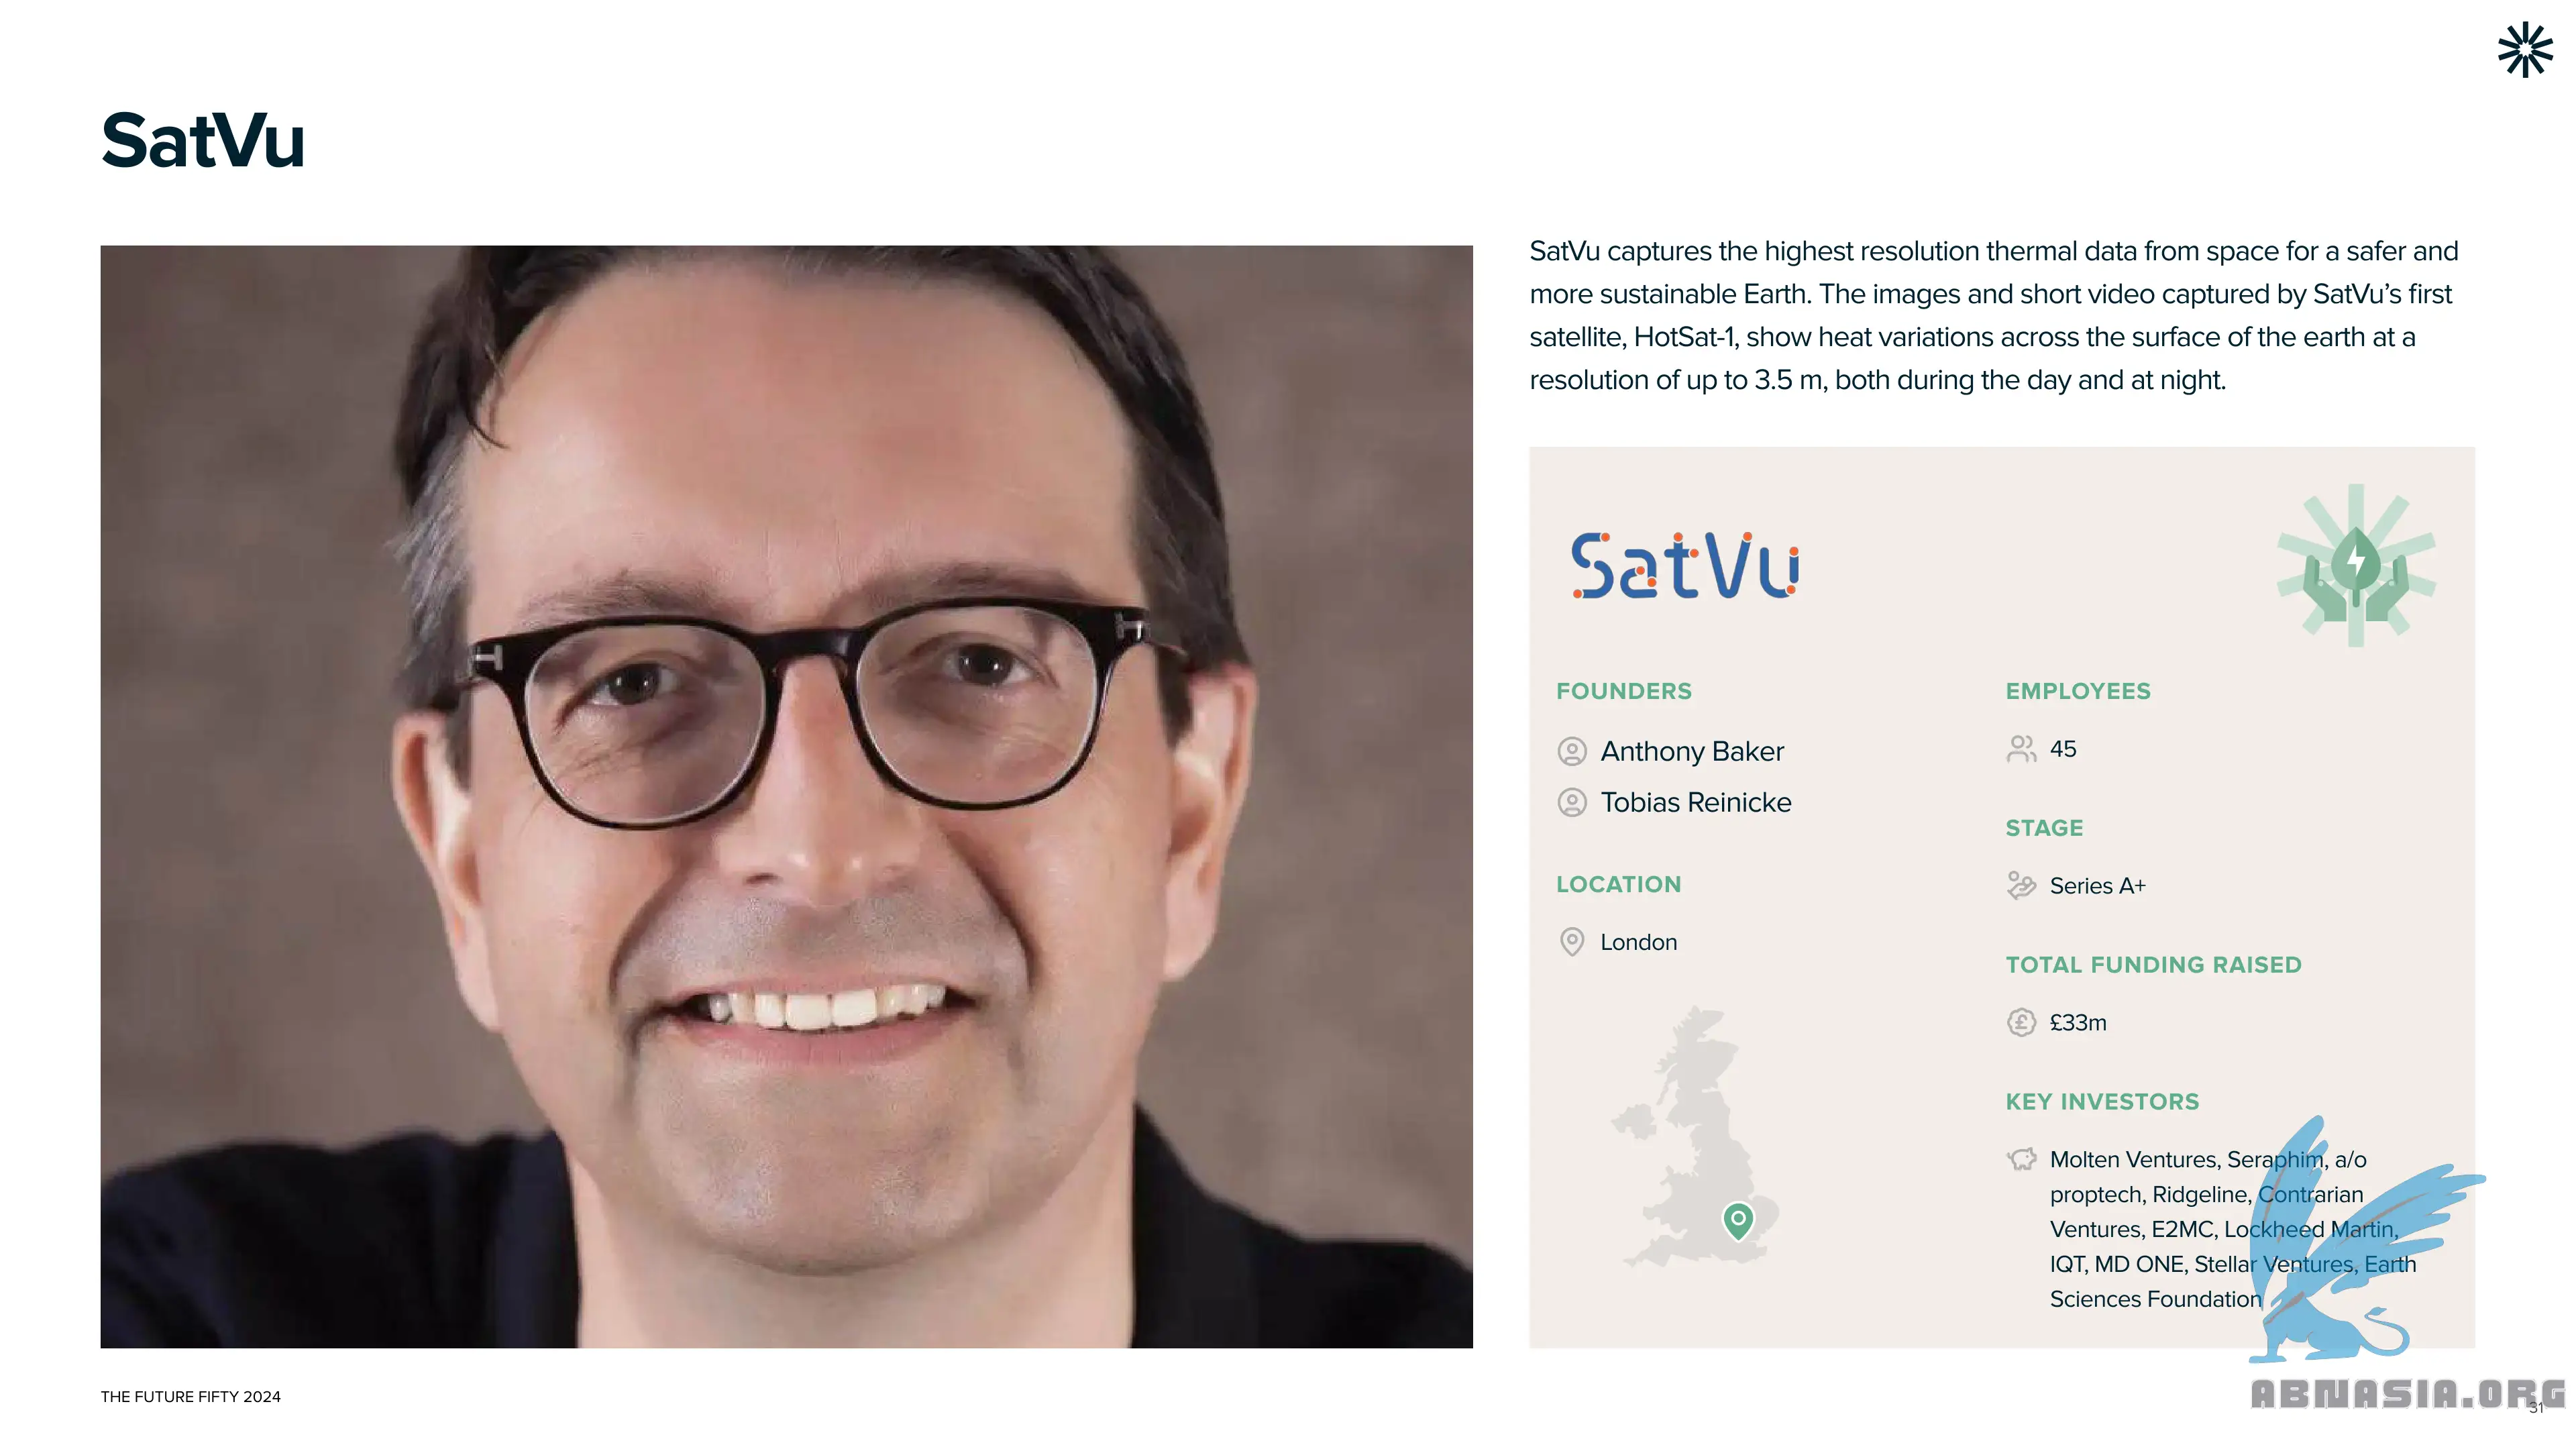 SatVu
SatVu captures the highest resolution thermal data from space for a safer and
more sustainable Earth. The images and short video captured by SatVu’s first
satellite, HotSat-1, show heat variations across the surface of the earth at a
resolution of up to 3.5 m, both during the day and at night.
SatVu
FOUNDERS
Anthony Baker
Tobias Reinicke
LOCATION
London
EMPLOYEES
45
STAGE
Series A+
TOTAL FUNDING RAISED
£33m
KEY INVESTORS
Molten Ventures, Seraphim, a/o
proptech, Ridgeline, Contrarian
Ventures, E2MC, Lockheed Martin,
IQT, MD ONE, Stellar Ventures, Earth
Sciences Foundation
THE FUTURE FIFTY 2024
ABNASIA.ORG
31